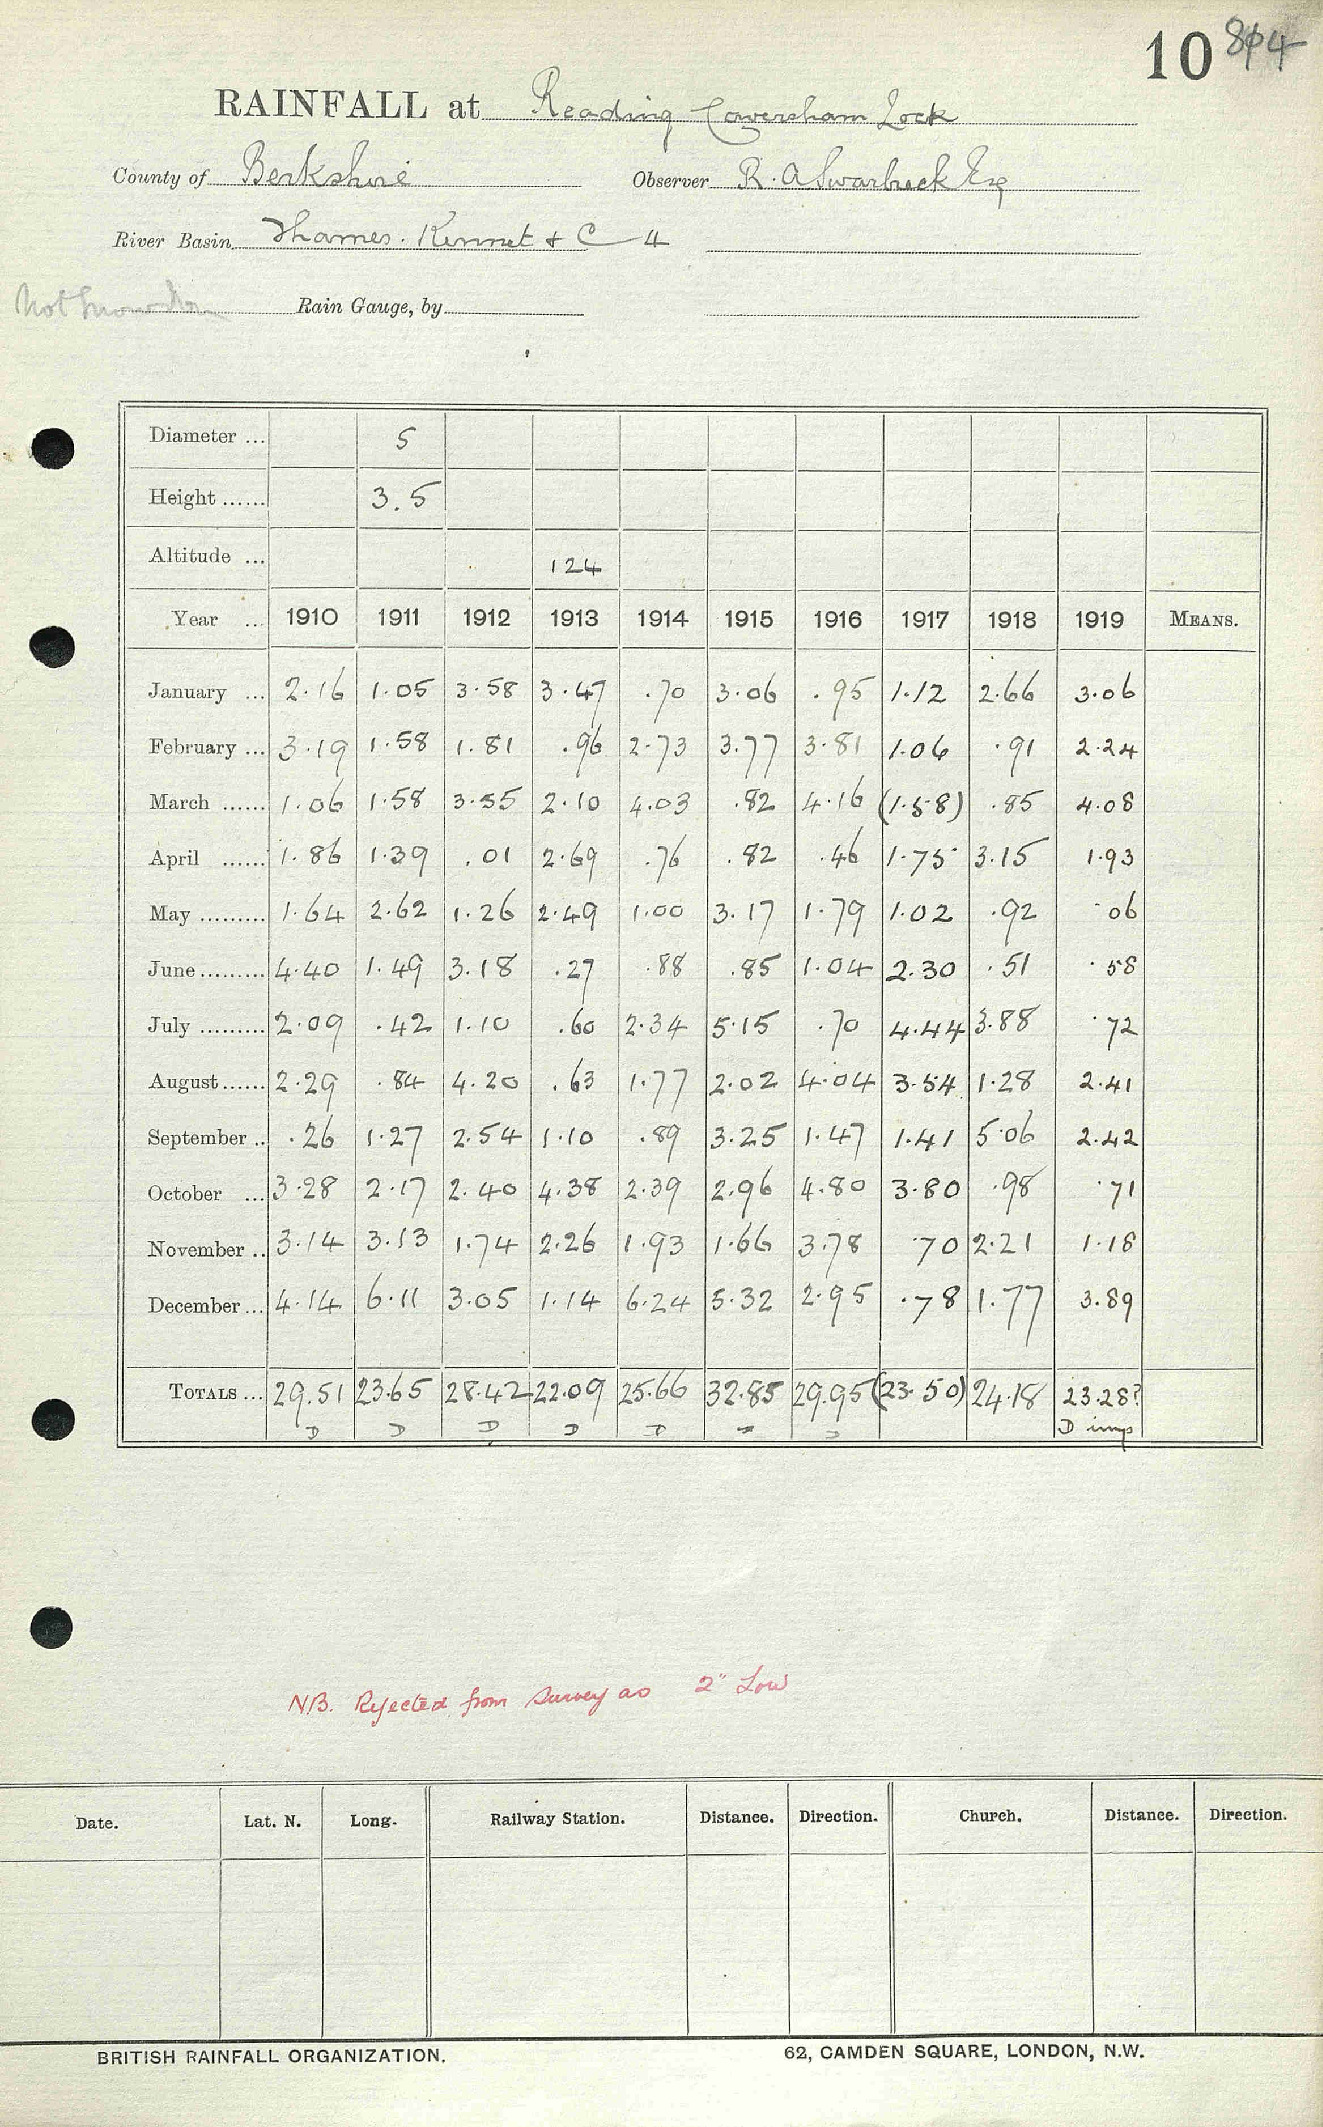 10 814
RAINFALL at Reading Caversham Lock
County of Berkshire Observer R. A Swarbrick Esq
River Basin Thames. Kennet + C 4
Not Snowdon Rain Gauge, by
Diameter ... 5
Height ...... 3.5
Altitude ... 124
Year ... 1910 1911 1912 1913 1914 1915 1916 1917 1918 1919 MEANS.
January ... 2.16 1.05 3.58 3.47 .70 3.06 .95 1.12 2.66 3.06
February ... 3.19 1.58 1.81 .96 2.73 3.77 3.81 1.06 .91 2.24
March ...... 1.06 1.58 3.55 2.10 4.03 .82 4.16 (1.58) .85 4.08
April ...... 1.86 1.39 .01 2.69 .76 .82 .46 1.75 3.15 1.93
May ......... 1.64 2.62 1.26 2.49 1.00 3.17 1.79 1.02 .92 .06
June ......... 4.40 1.49 3.18 .27 .88 .85 1.04 2.30 .51 .58
July ......... 2.09 .42 1.10 .60 2.34 5.15 .70 4.44 3.88 .72
August ...... 2.29 .84 4.20 .63 1.77 2.02 4.04 3.54 1.28 2.41
September .. .26 1.27 2.54 1.10 .89 3.25 1.47 1.41 5.06 2.42
October ... 3.28 2.17 2.40 4.38 2.39 2.96 4.80 3.80 .98 .71
November .. 3.14 3.13 1.74 2.26 1.93 1.66 3.78 .70 2.21 1.18
December ... 4.14 6.11 3.05 1.14 6.24 5.32 2.95 .78 1.77 3.89
TOTALS ... 29.51 23.65 28.42 22.09 25.66 32.85 29.95 (23.50) 24.18 23.28?
D D D D D D D D imp
NB. Rejected from Survey as 2" Low
Date. Lat. N. Long. Railway Station. Distance. Direction. Church. Distance. Direction.
BRITISH RAINFALL ORGANIZATION. 62, CAMDEN SQUARE, LONDON, N.W.